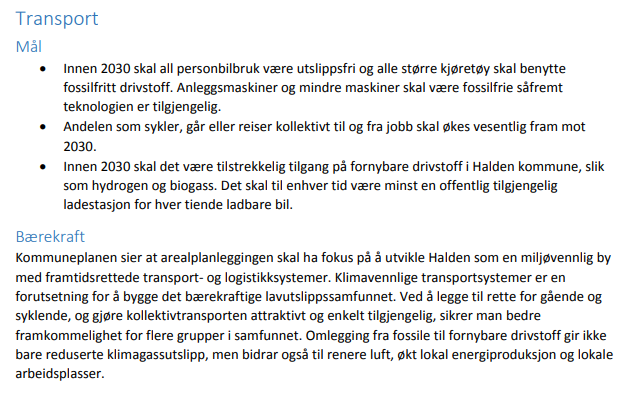 Transport
Mål
• Innen 2030 skal all personbilbruk være utslippsfri og alle større kjøretøy skal benytte
fossilfritt drivstoff. Anleggsmaskiner og mindre maskiner skal være fossilfrie såfremt
teknologien er tilgjengelig.
• Andelen som sykler, går eller reiser kollektivt til og fra jobb skal økes vesentlig fram mot
2030.
• Innen 2030 skal det være tilstrekkelig tilgang på fornybare drivstoff i Halden kommune, slik
som hydrogen og biogass. Det skal til enhver tid være minst en offentlig tilgjengelig
ladestasjon for hver tiende ladbare bil.
Bærekraft
Kommuneplanen sier at arealplanleggingen skal ha fokus på å utvikle Halden som en miljøvennlig by
med framtidsrettede transport- og logistikksystemer. Klimavennlige transportsystemer er en
forutsetning for å bygge det bærekraftige lavutslippssamfunnet. Ved å legge til rette for gående og
syklende, og gjøre kollektivtransporten attraktivt og enkelt tilgjengelig, sikrer man bedre
framkommelighet for flere grupper i samfunnet. Omlegging fra fossile til fornybare drivstoff gir ikke
bare reduserte klimagassutslipp, men bidrar også til renere luft, økt lokal energiproduksjon og lokale
arbeidsplasser.